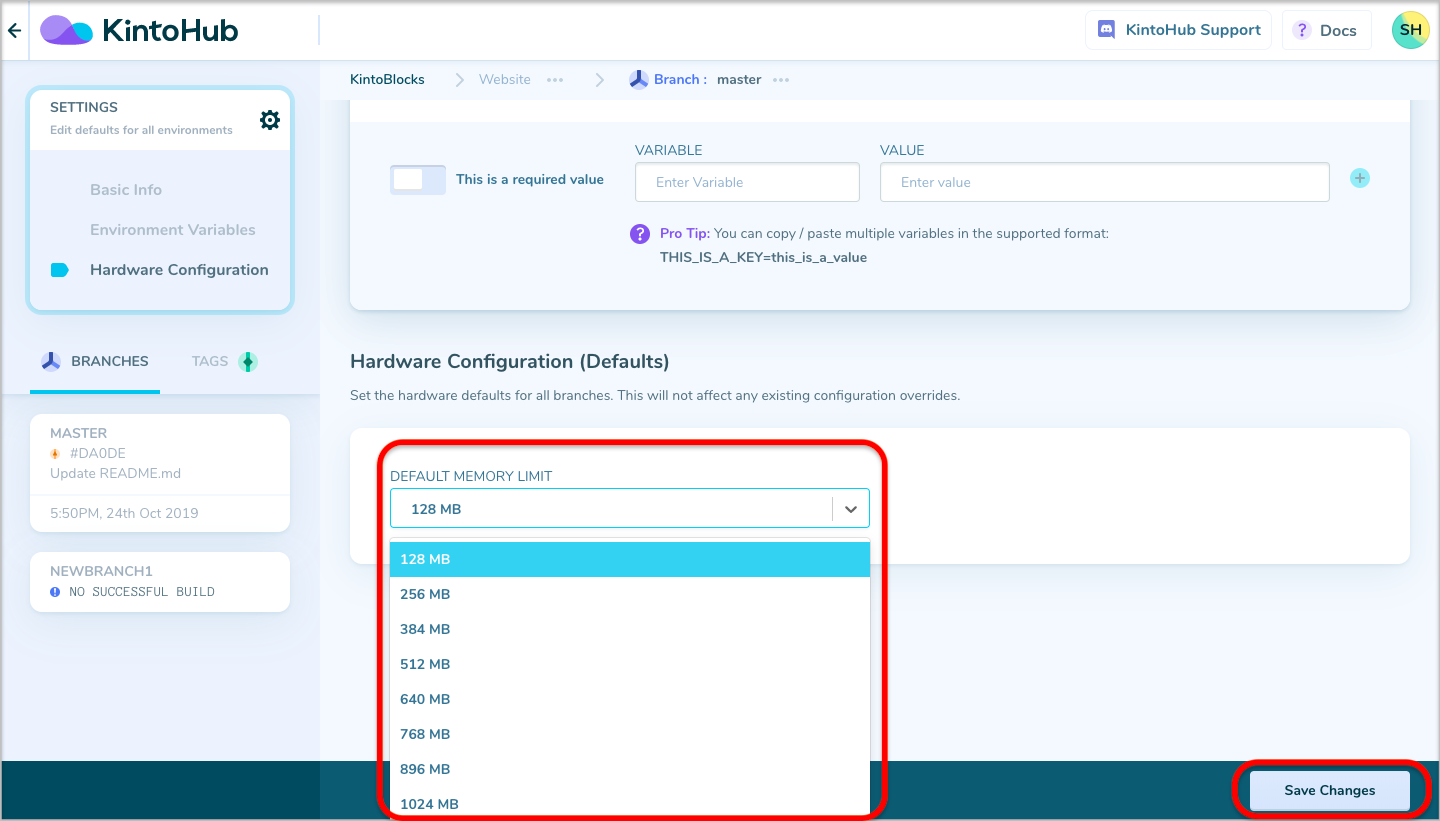 KintoHub
KintoHub Support
? Docs
SH
KintoBlocks
Website
Branch : master
SETTINGS
Edit defaults for all environments
Basic Info
Environment Variables
Hardware Configuration
BRANCHES
TAGS
MASTER
#DA0DE
Update README.md
5:50PM, 24th Oct 2019
NEWBRANCH1
NO SUCCESSFUL BUILD
This is a required value
VARIABLE
Enter Variable
VALUE
Enter value
? Pro Tip: You can copy / paste multiple variables in the supported format:
THIS_IS_A_KEY=this_is_a_value
Hardware Configuration (Defaults)
Set the hardware defaults for all branches. This will not affect any existing configuration overrides.
DEFAULT MEMORY LIMIT
128 MB
128 MB
256 MB
384 MB
512 MB
640 MB
768 MB
896 MB
1024 MB
Save Changes